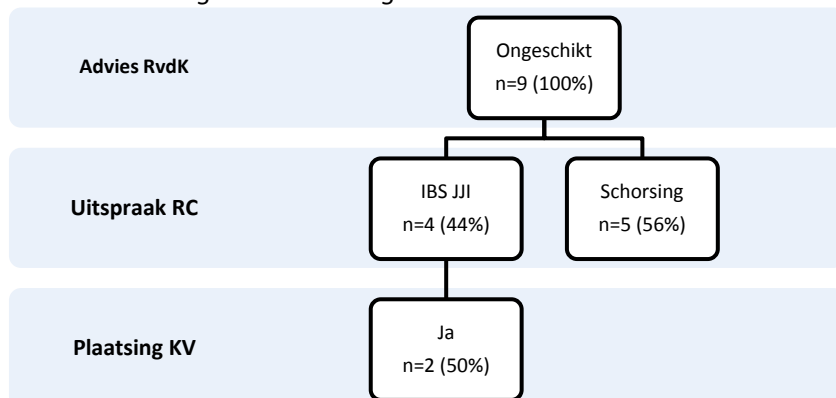 Advies RvdK
Ongeschikt
n=9 (100%)
Uitspraak RC
IBS JJI
n=4 (44%)
Schorsing
n=5 (56%)
Plaatsing KV
Ja
n=2 (50%)